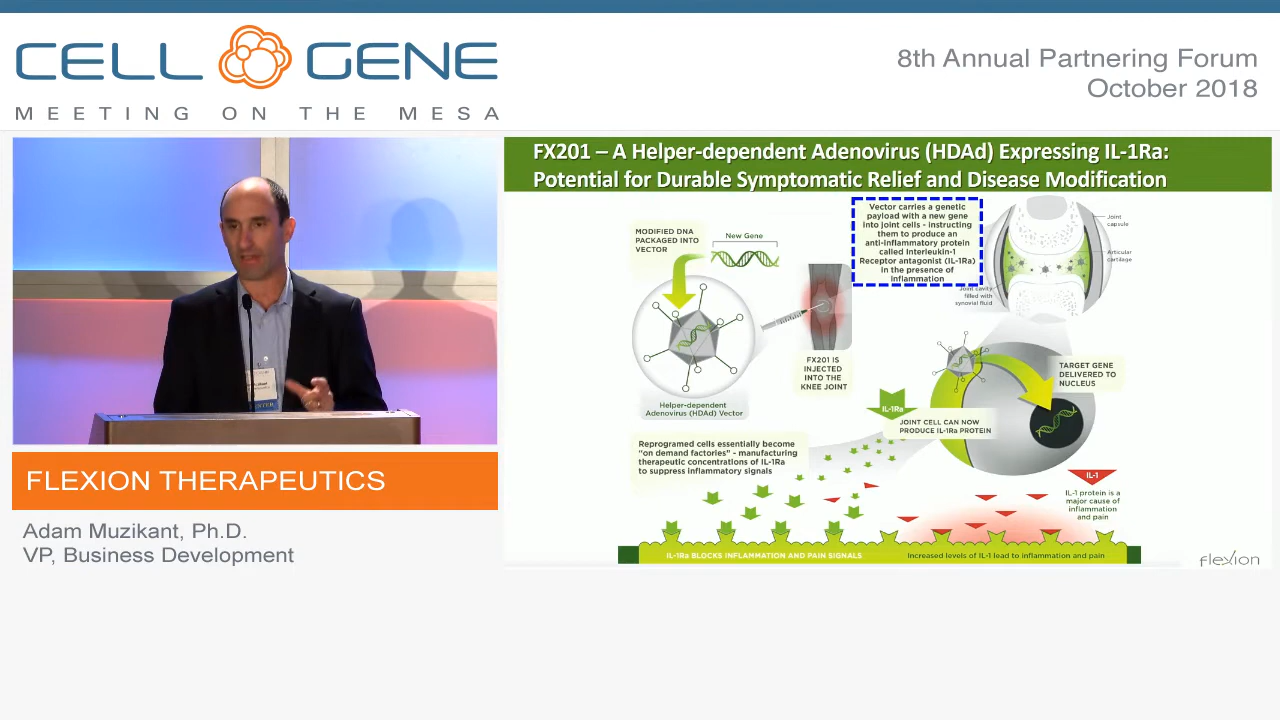 CELL GENE
MEETING ON THE MESA
8th Annual Partnering Forum
October 2018
FX201 – A Helper-dependent Adenovirus (HDAd) Expressing IL-1Ra:
Potential for Durable Symptomatic Relief and Disease Modification
MODIFIED DNA
PACKAGED INTO
VECTOR
New Gene
Helper-dependent
Adenovirus (HDAd) Vector
FX201 IS
INJECTED
INTO THE
KNEE JOINT
Vector carries a genetic
payload with a new gene
into joint cells - instructing
them to produce an
anti-inflammatory protein
called Interleukin-1
Receptor antagonist (IL-1Ra)
in the presence of
inflammation
Joint
capsule
Articular
cartilage
Joint cavity
filled with
synovial fluid
TARGET GENE
DELIVERED TO
NUCLEUS
IL-1Ra
JOINT CELL CAN NOW
PRODUCE IL-1Ra PROTEIN
Reprogramed cells essentially become
"on demand factories" - manufacturing
therapeutic concentrations of IL-1Ra
to suppress inflammatory signals
IL-1
IL-1 protein is a
major cause of
inflammation
and pain
IL-1Ra BLOCKS INFLAMMATION AND PAIN SIGNALS
Increased levels of IL-1 lead to inflammation and pain
flexion
FLEXION THERAPEUTICS
Adam Muzikant, Ph.D.
VP, Business Development